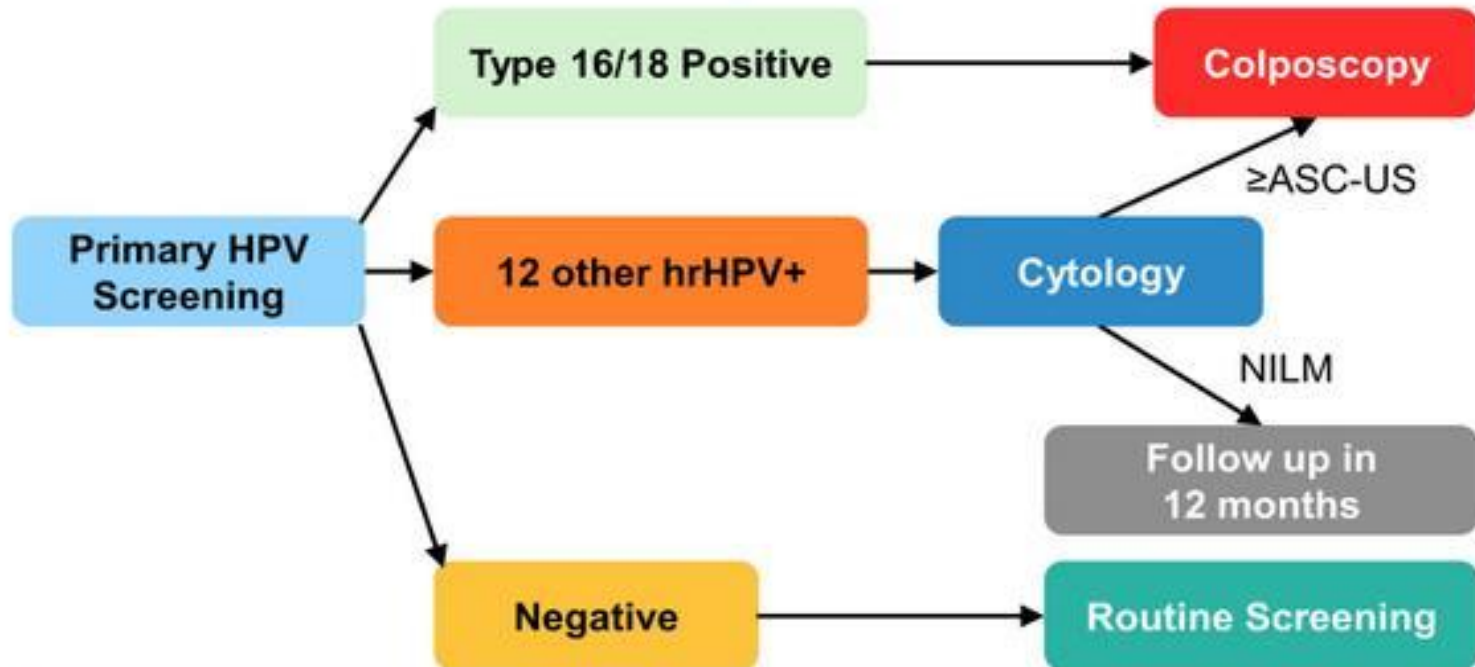 Type 16/18 Positive
Colposcopy
≥ASC-US
Primary HPV
Screening
12 other hrHPV+
Cytology
NILM
Follow up in
12 months
Negative
Routine Screening